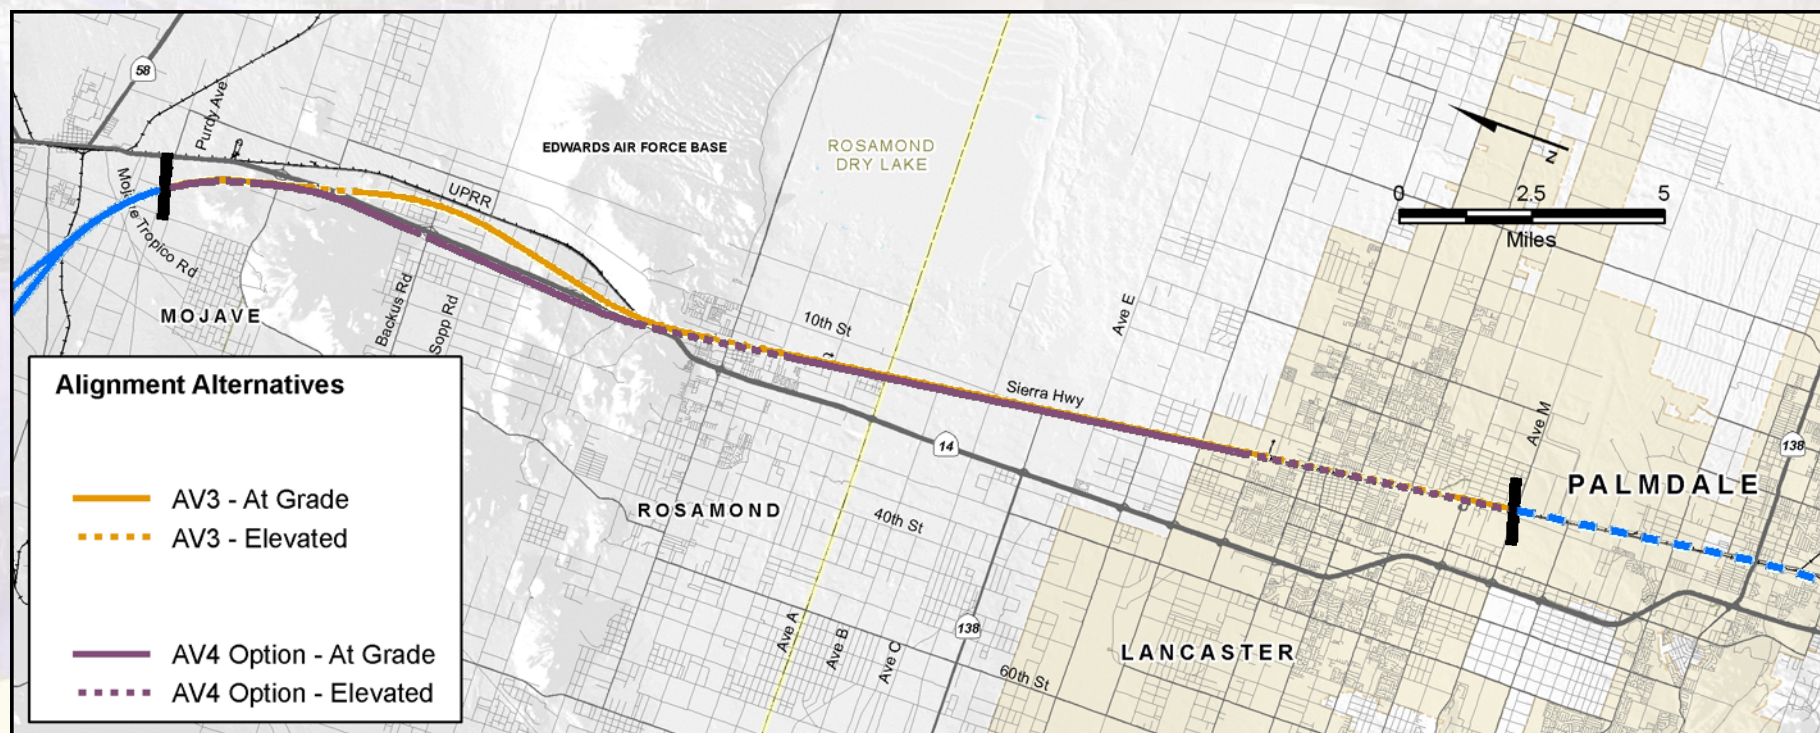 58
Purdy Ave
EDWARDS AIR FORCE BASE
ROSAMOND
DRY LAKE
N
0 2.5 5
Miles
UPRR
Mojave Tropico Rd
MOJAVE
Backus Rd
Sopp Rd
10th St
Ave E
Sierra Hwy
Ave M
14
138
PALMDALE
ROSAMOND
40th St
138
Ave A
Ave B
Ave C
60th St
LANCASTER
Alignment Alternatives
AV3 - At Grade
AV3 - Elevated
AV4 Option - At Grade
AV4 Option - Elevated